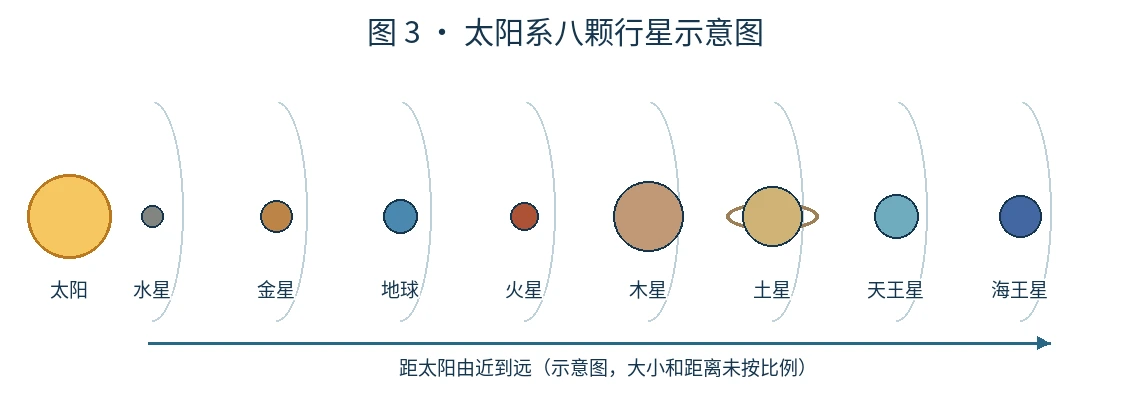 图 3 · 太阳系八颗行星示意图
太阳 水星 金星 地球 火星 木星 土星 天王星 海王星
距太阳由近到远（示意图，大小和距离未按比例）